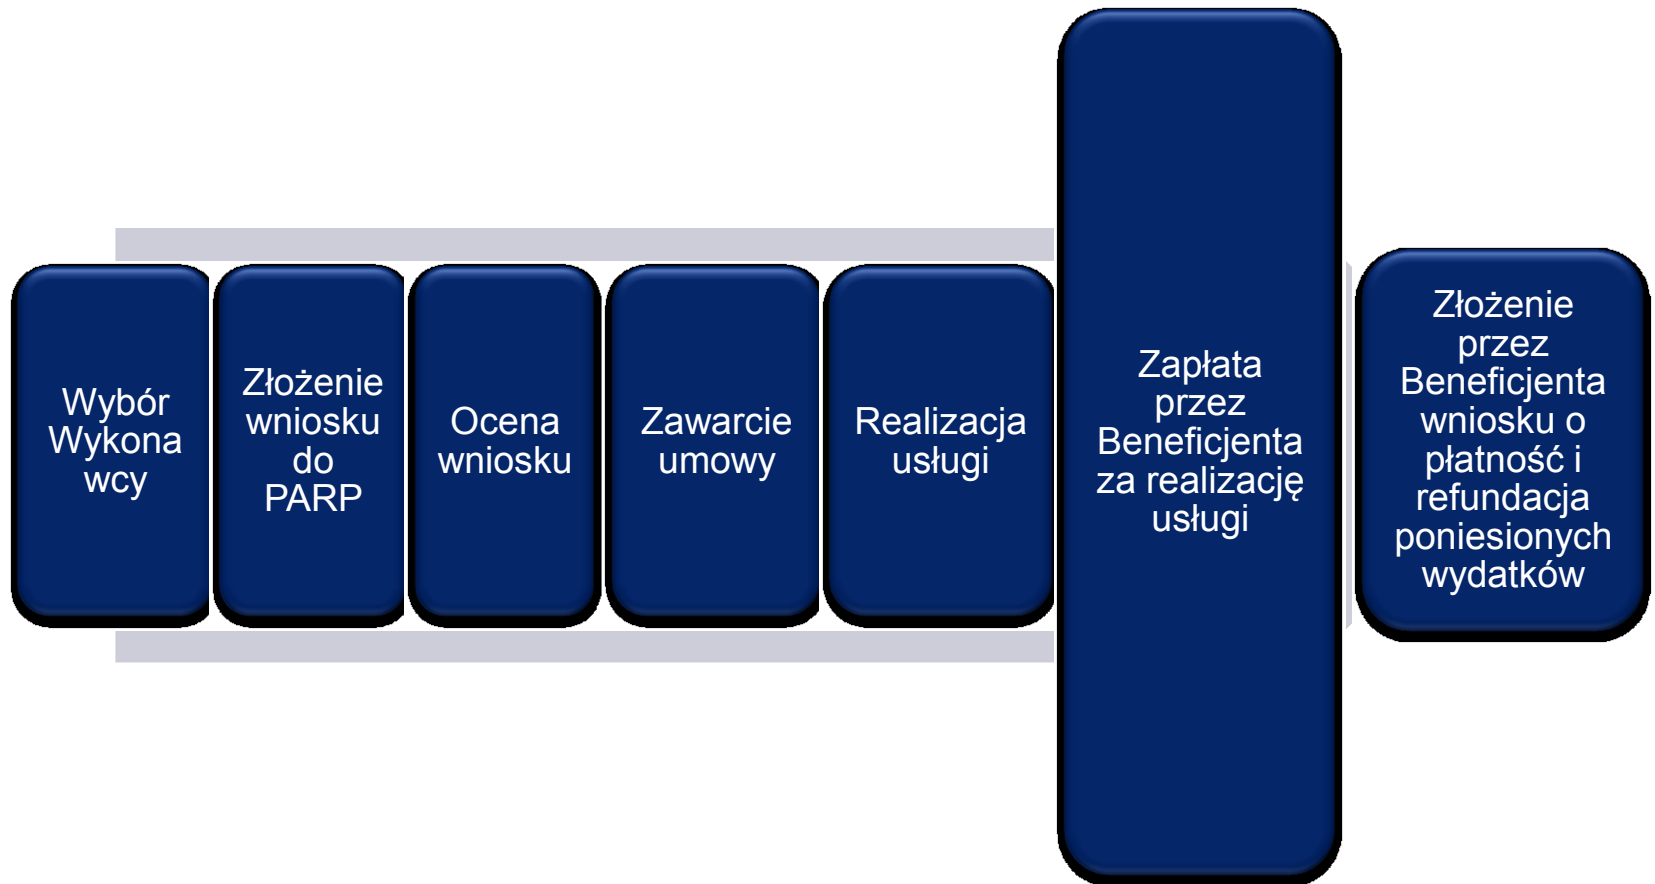 Wybór
Wykona
wcy
Złożenie
wniosku
do
PARP
Ocena
wniosku
Zawarcie
umowy
Realizacja
usługi
Zapłata
przez
Beneficjenta
za realizację
usługi
Złożenie
przez
Beneficjenta
wniosku o
płatność i
refundacja
poniesionych
wydatków